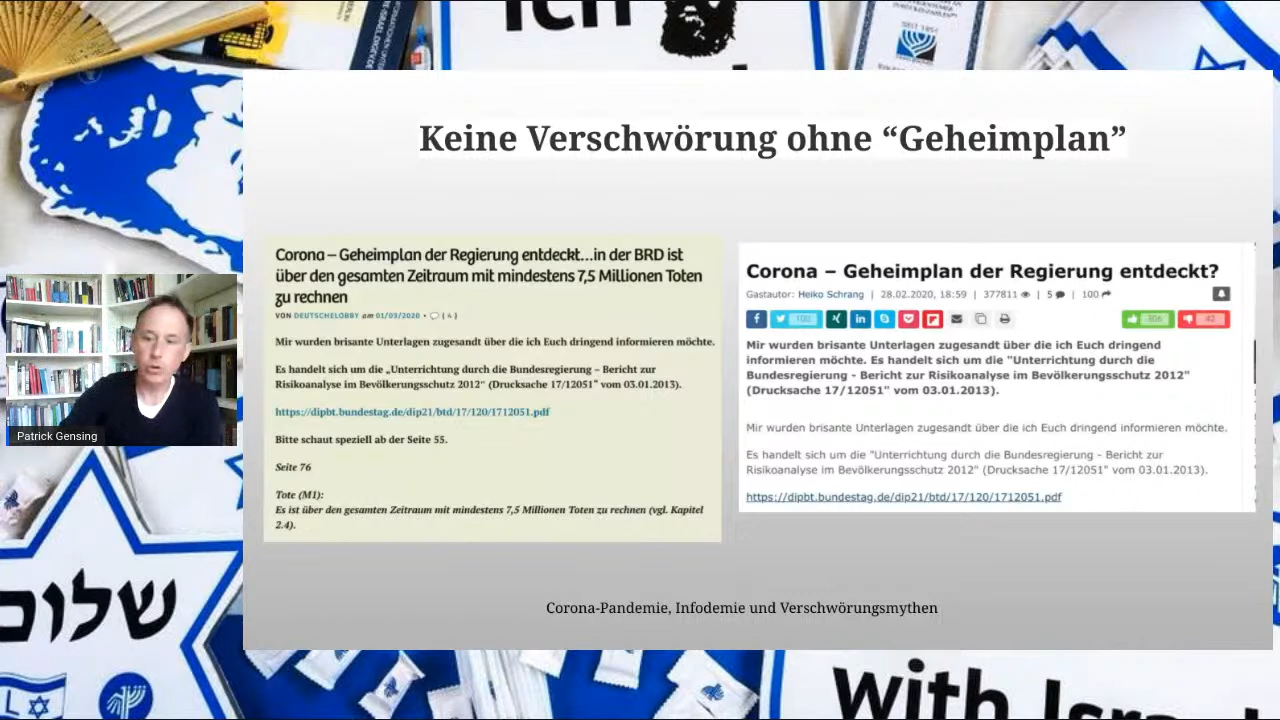 ich
SEIT 1951
Keine Verschwörung ohne “Geheimplan”
Corona – Geheimplan der Regierung entdeckt...in der BRD ist
über den gesamten Zeitraum mit mindestens 7,5 Millionen Toten
zu rechnen
VON DEUTSCHELOBBY am 01/03/2020 • ( 4 )
Mir wurden brisante Unterlagen zugesandt über die ich Euch dringend informieren möchte.
Es handelt sich um die „Unterrichtung durch die Bundesregierung – Bericht zur
Risikoanalyse im Bevölkerungsschutz 2012“ (Drucksache 17/12051“ vom 03.01.2013).
https://dipbt.bundestag.de/dip21/btd/17/120/1712051.pdf
Bitte schaut speziell ab der Seite 55.
Seite 76
Tote (M1):
Es ist über den gesamten Zeitraum mit mindestens 7,5 Millionen Toten zu rechnen (vgl. Kapitel
2.4).
Corona – Geheimplan der Regierung entdeckt?
Gastautor: Heiko Schrang | 28.02.2020, 18:59 | 377811 | 5 | 100
100
306
42
Mir wurden brisante Unterlagen zugesandt über die ich Euch dringend
informieren möchte. Es handelt sich um die "Unterrichtung durch die
Bundesregierung - Bericht zur Risikoanalyse im Bevölkerungsschutz 2012"
(Drucksache 17/12051" vom 03.01.2013).
Mir wurden brisante Unterlagen zugesandt über die ich Euch dringend informieren möchte.
Es handelt sich um die "Unterrichtung durch die Bundesregierung - Bericht zur
Risikoanalyse im Bevölkerungsschutz 2012" (Drucksache 17/12051" vom 03.01.2013).
https://dipbt.bundestag.de/dip21/btd/17/120/1712051.pdf
Patrick Gensing
Corona-Pandemie, Infodemie und Verschwörungsmythen
שלום
with Israel